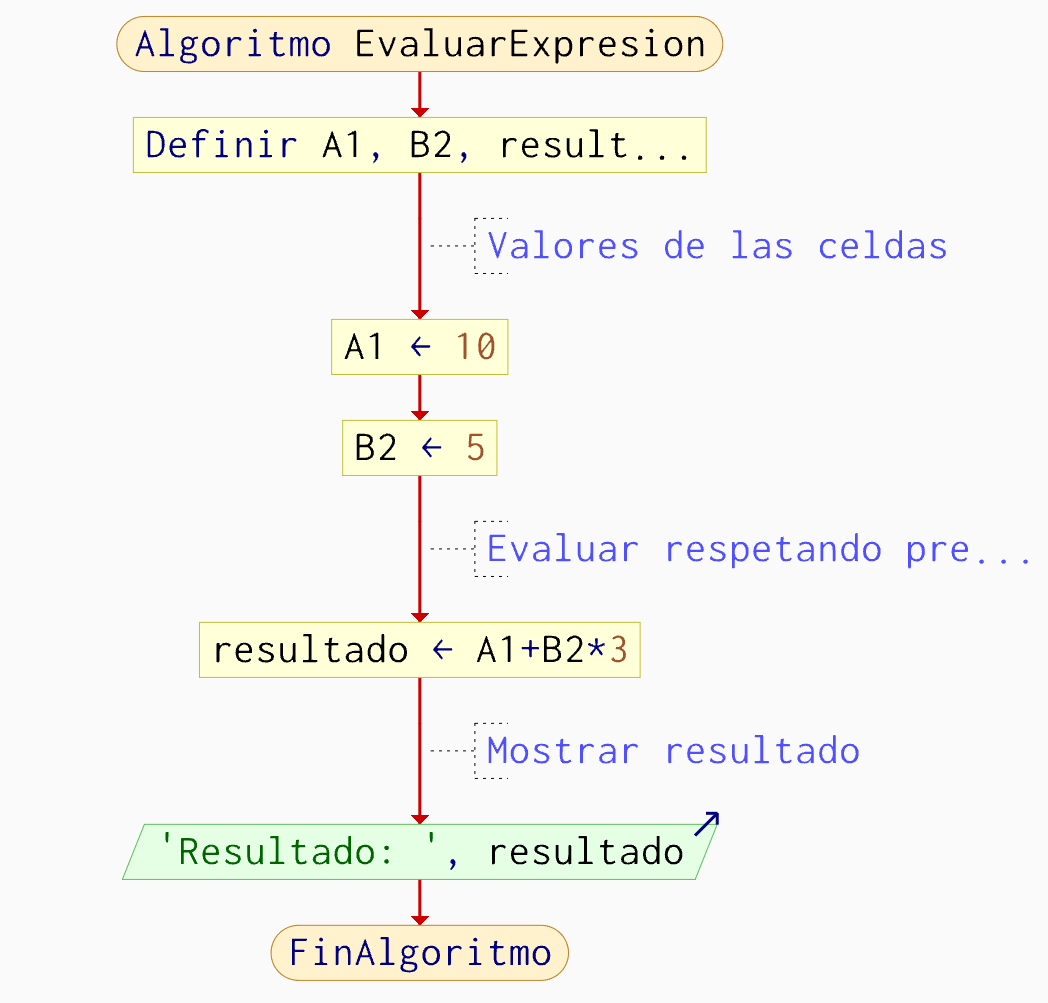 Algoritmo EvaluarExpresion
Definir A1, B2, result...
Valores de las celdas
A1 ← 10
B2 ← 5
Evaluar respetando pre...
resultado ← A1+B2*3
Mostrar resultado
'Resultado: ', resultado
FinAlgoritmo